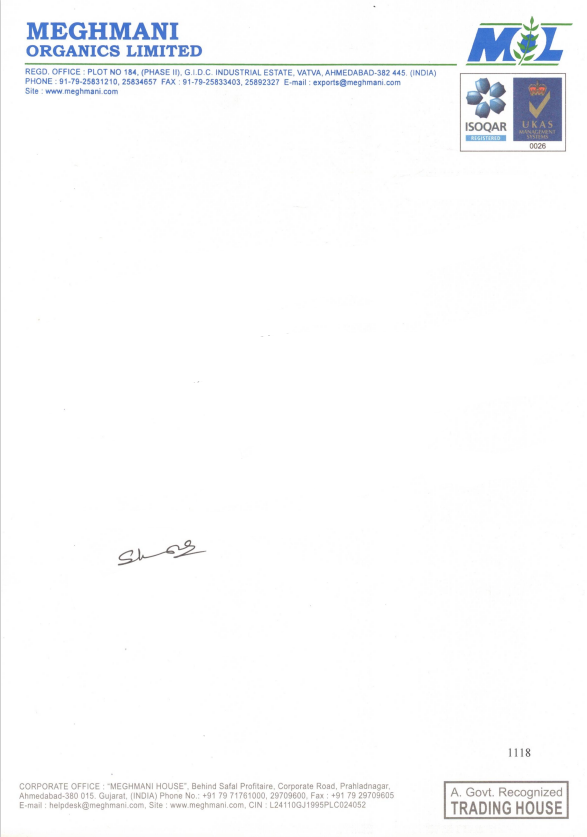 MEGHMANI
ORGANICS LIMITED
MOL
REGD. OFFICE : PLOT NO 184, (PHASE II), G.I.D.C. INDUSTRIAL ESTATE, VATVA, AHMEDABAD-382 445. (INDIA)
PHONE : 91-79-25831210, 25834657 FAX : 91-79-25833403, 25892327 E-mail : exports@meghmani.com
Site : www.meghmani.com
ISOQAR
REGISTERED
UKAS
MANAGEMENT
SYSTEMS
0026
1118
CORPORATE OFFICE : "MEGHMANI HOUSE", Behind Safal Profitaire, Corporate Road, Prahladnagar,
Ahmedabad-380 015. Gujarat, (INDIA) Phone No.: +91 79 71761000, 29709600, Fax : +91 79 29709605
E-mail : helpdesk@meghmani.com, Site : www.meghmani.com, CIN : L24110GJ1995PLC024052
A. Govt. Recognized
TRADING HOUSE